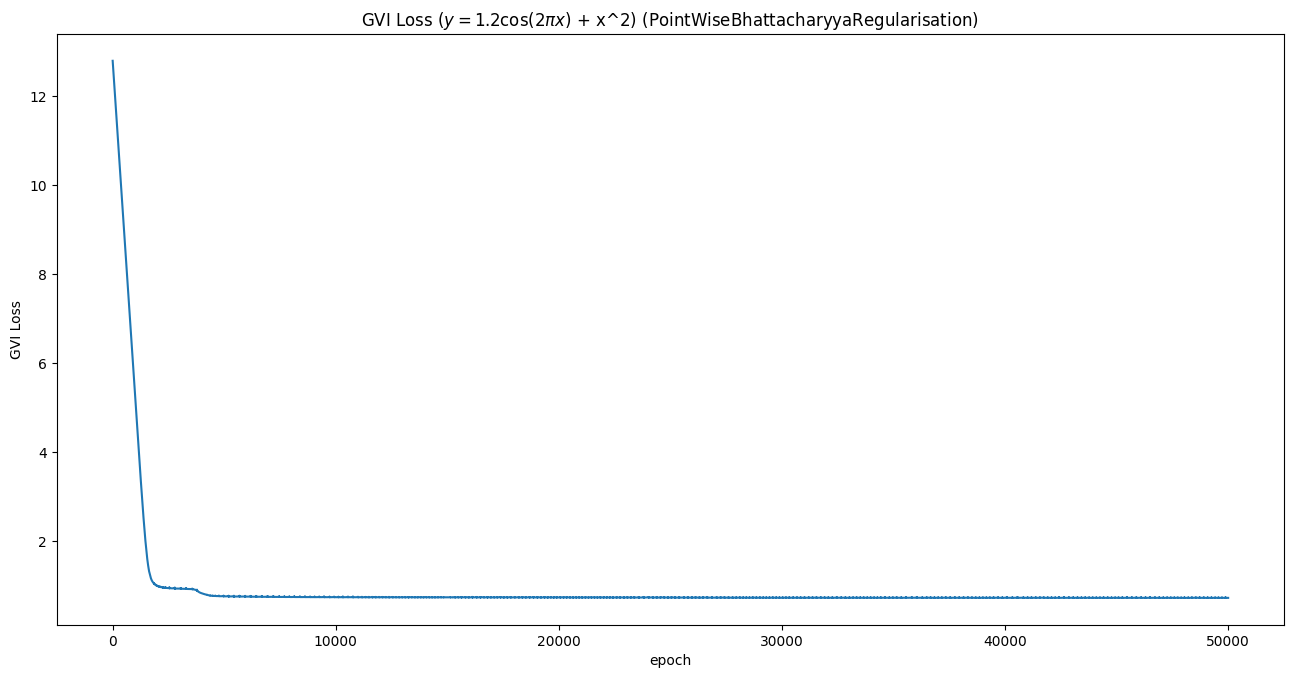 GVI Loss (y = 1.2cos(2πx) + x^2) (PointWiseBhattacharyyaRegularisation)
12
10
8
6
4
2
GVI Loss
0 10000 20000 30000 40000 50000
epoch